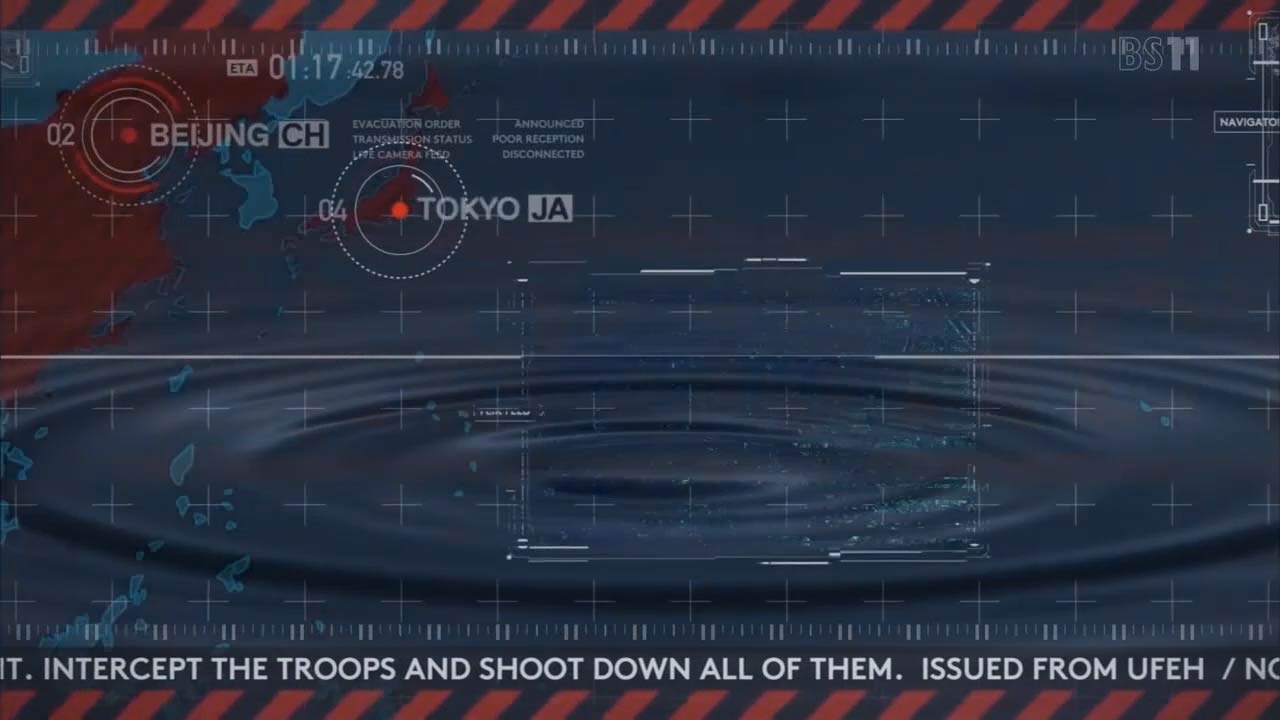 BS11
ETA 01:17:42.78
02 BEIJING CH
EVACUATION ORDER ANNOUNCED
TRANSMISSION STATUS POOR RECEPTION
LIVE CAMERA FEED DISCONNECTED
NAVIGATO
04 TOKYO JA
IT. INTERCEPT THE TROOPS AND SHOOT DOWN ALL OF THEM. ISSUED FROM UFEH / NO